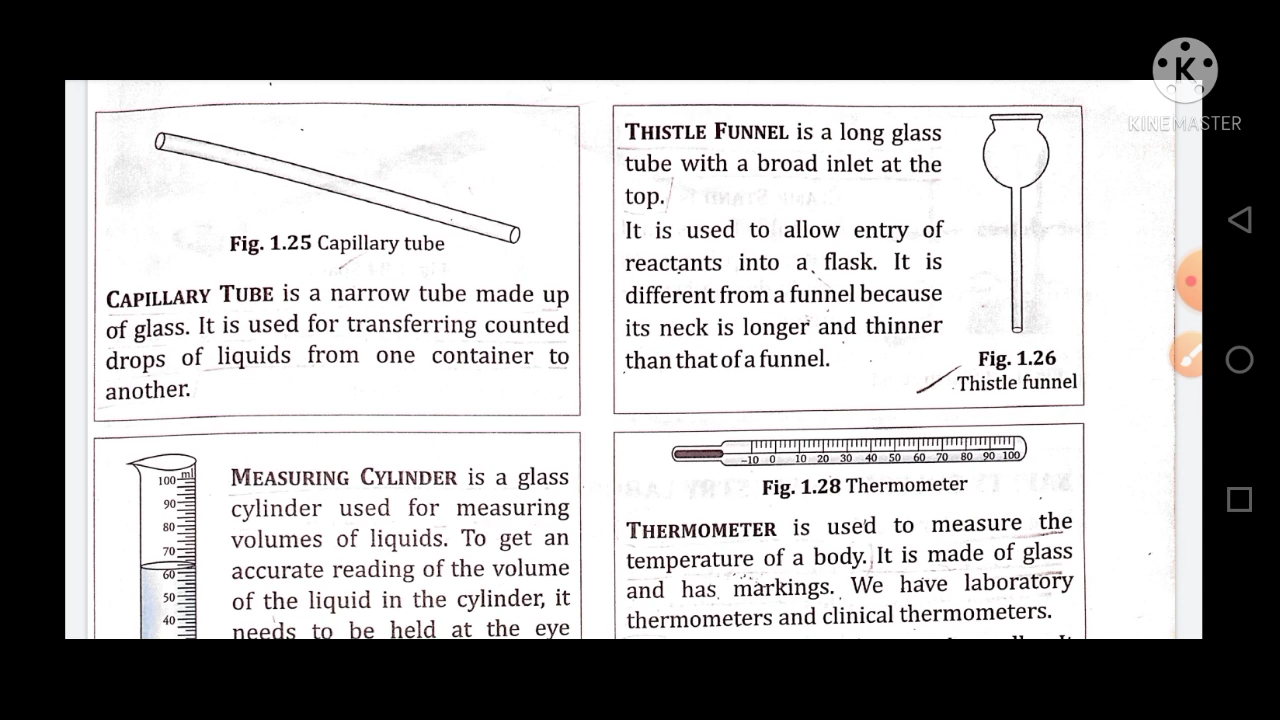 K
KINEMASTER
Fig. 1.25 Capillary tube
CAPILLARY TUBE is a narrow tube made up
of glass. It is used for transferring counted
drops of liquids from one container to
another.
THISTLE FUNNEL is a long glass
tube with a broad inlet at the
top.
It is used to allow entry of
reactants into a flask. It is
different from a funnel because
its neck is longer and thinner
than that of a funnel.
Fig. 1.26
Thistle funnel
100 ml
90
80
70
60
50
40
MEASURING CYLINDER is a glass
cylinder used for measuring
volumes of liquids. To get an
accurate reading of the volume
of the liquid in the cylinder, it
needs to be held at the eye
–10 0 10 20 30 40 50 60 70 80 90 100
Fig. 1.28 Thermometer
THERMOMETER is used to measure the
temperature of a body. It is made of glass
and has markings. We have laboratory
thermometers and clinical thermometers.